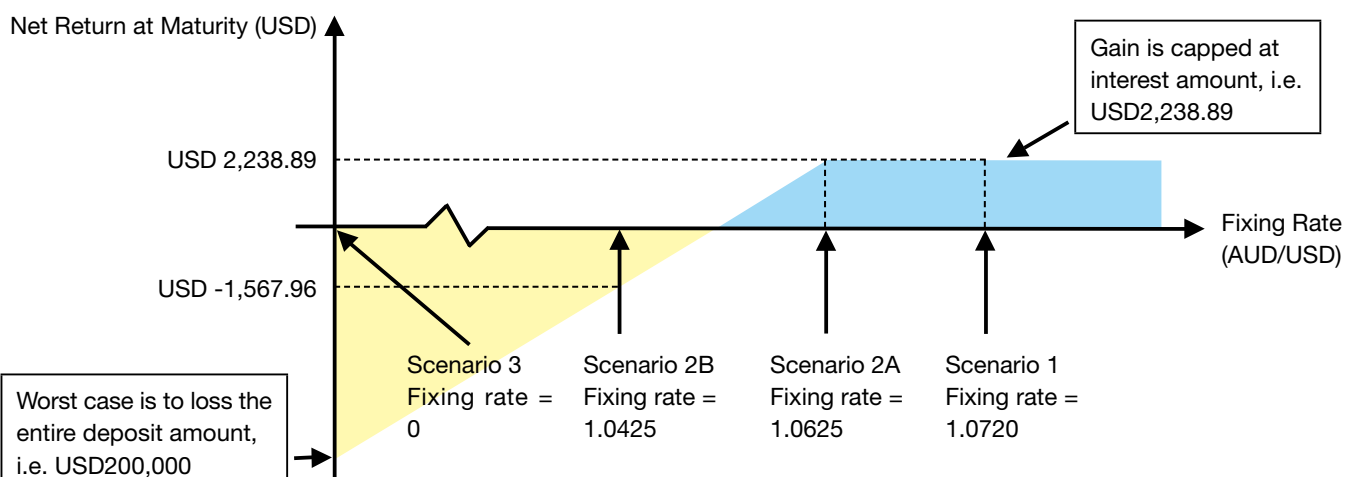 Net Return at Maturity (USD)
Gain is capped at
interest amount, i.e.
USD2,238.89
USD 2,238.89
Fixing Rate
(AUD/USD)
USD -1,567.96
Scenario 3
Fixing rate =
0
Scenario 2B
Fixing rate =
1.0425
Scenario 2A
Fixing rate =
1.0625
Scenario 1
Fixing rate =
1.0720
Worst case is to loss the
entire deposit amount,
i.e. USD200,000